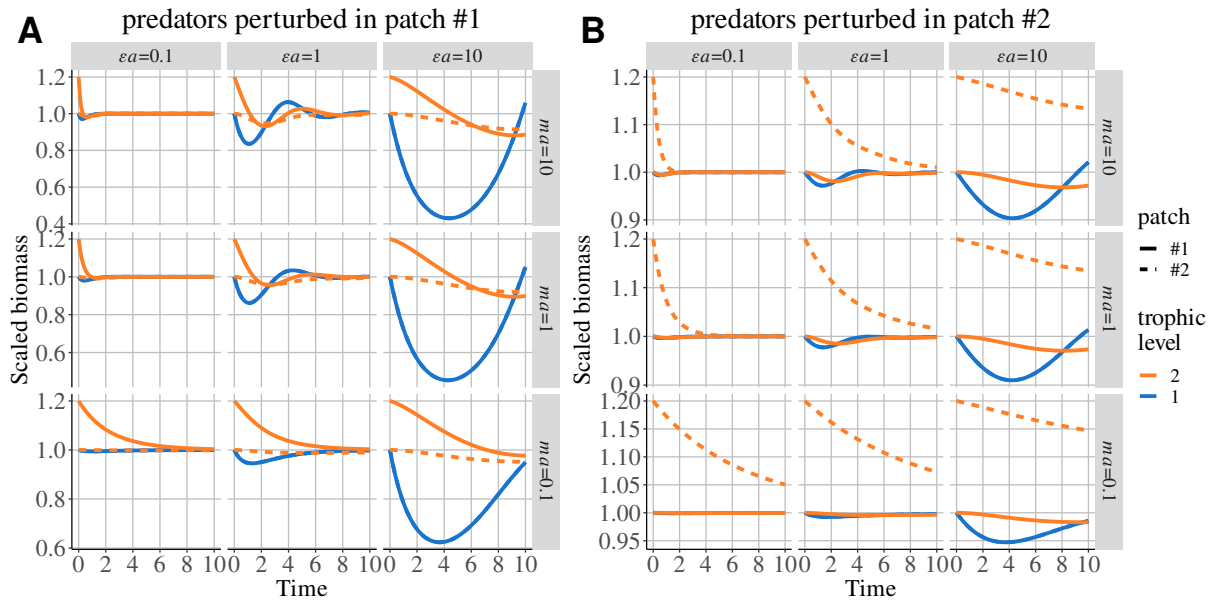 A predators perturbed in patch #1
εa=0.1 εa=1 εa=10
1.2
1.0
0.8
0.6
0.4
ma=10
1.2
1.0
0.8
0.6
ma=1
1.2
1.0
0.8
0.6
ma=0.1
0 2 4 6 8 10 0 2 4 6 8 10 0 2 4 6 8 10
Scaled biomass
Time
B predators perturbed in patch #2
εa=0.1 εa=1 εa=10
1.2
1.1
1.0
0.9
ma=10
1.2
1.1
1.0
0.9
ma=1
1.20
1.15
1.10
1.05
1.00
0.95
ma=0.1
0 2 4 6 8 10 0 2 4 6 8 10 0 2 4 6 8 10
Scaled biomass
Time
patch
#1
#2
trophic
level
2
1